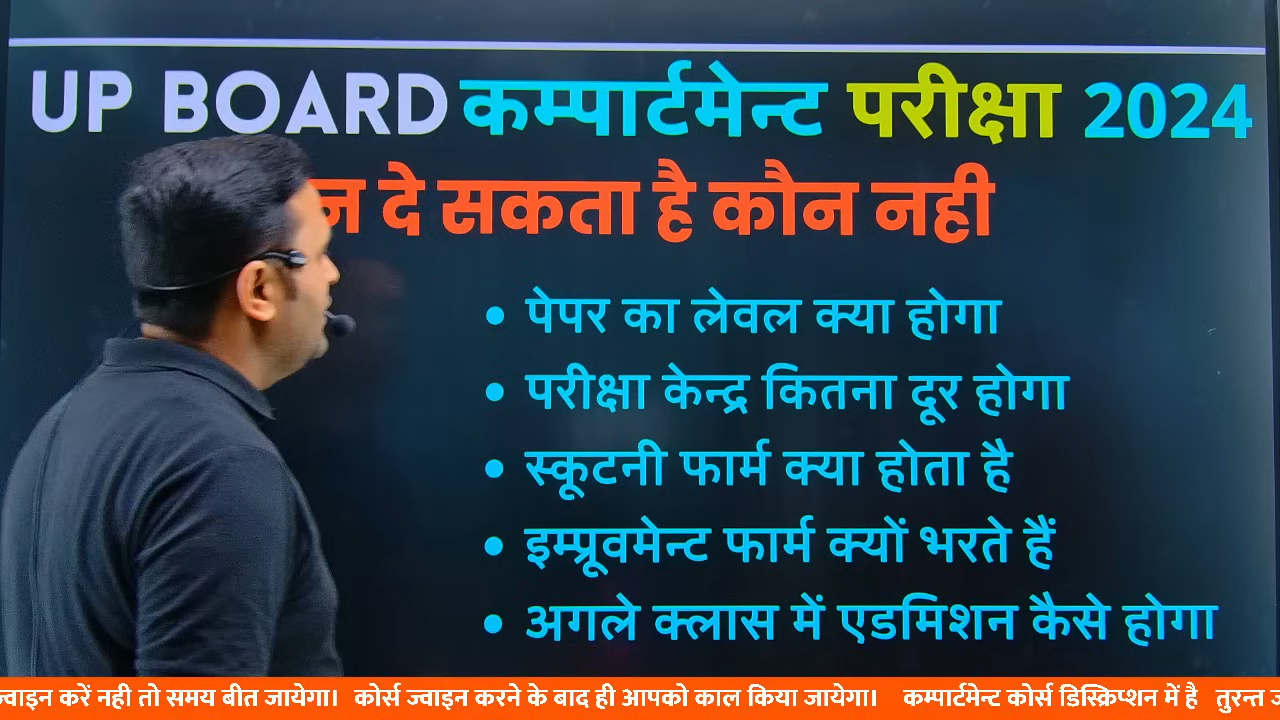 UP BOARD कम्पार्टमेन्ट परीक्षा 2024
दे सकता है कौन नही
• पेपर का लेवल क्या होगा
• परीक्षा केन्द्र कितना दूर होगा
• स्कूटनी फार्म क्या होता है
• इम्प्रूवमेन्ट फार्म क्यों भरते हैं
• अगले क्लास में एडमिशन कैसे होगा
ज्वाइन करें नही तो समय बीत जायेगा। कोर्स ज्वाइन करने के बाद ही आपको काल किया जायेगा। कम्पार्टमेन्ट कोर्स डिस्क्रिप्शन में है तुरन्त